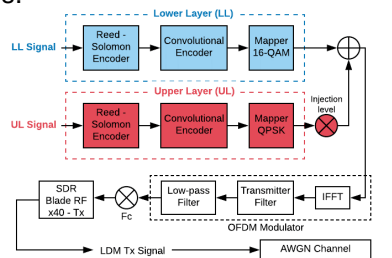 Lower Layer (LL)
LL Signal
Reed -
Solomon
Encoder
Convolutional
Encoder
Mapper
16-QAM
Upper Layer (UL)
UL Signal
Reed -
Solomon
Encoder
Convolutional
Encoder
Mapper
QPSK
Injection
level
SDR
Blade RF
x40 - Tx
Fc
Low-pass
Filter
Transmitter
Filter
IFFT
OFDM Modulator
LDM Tx Signal
AWGN Channel